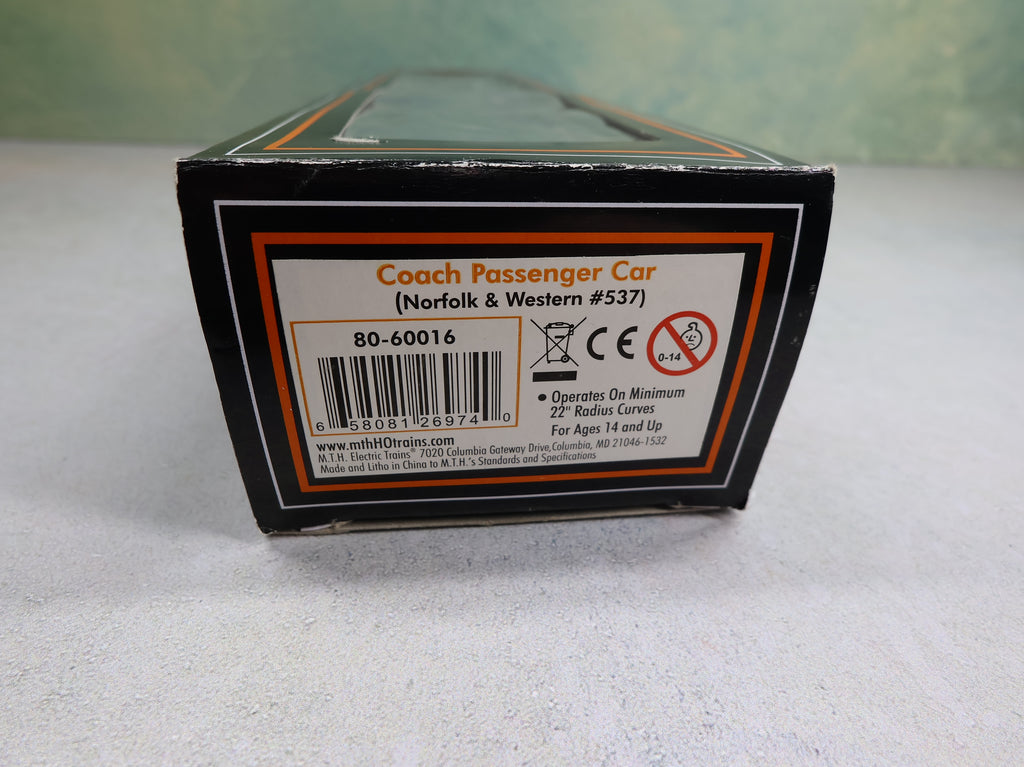 Coach Passenger Car
(Norfolk & Western #537)
80-60016
6 58081 26974 0
CE
0-14
● Operates On Minimum
22" Radius Curves
For Ages 14 and Up
www.mthHOtrains.com
M.T.H. Electric Trains® 7020 Columbia Gateway Drive, Columbia, MD 21046-1532
Made and Litho in China to M.T.H.'s Standards and Specifications